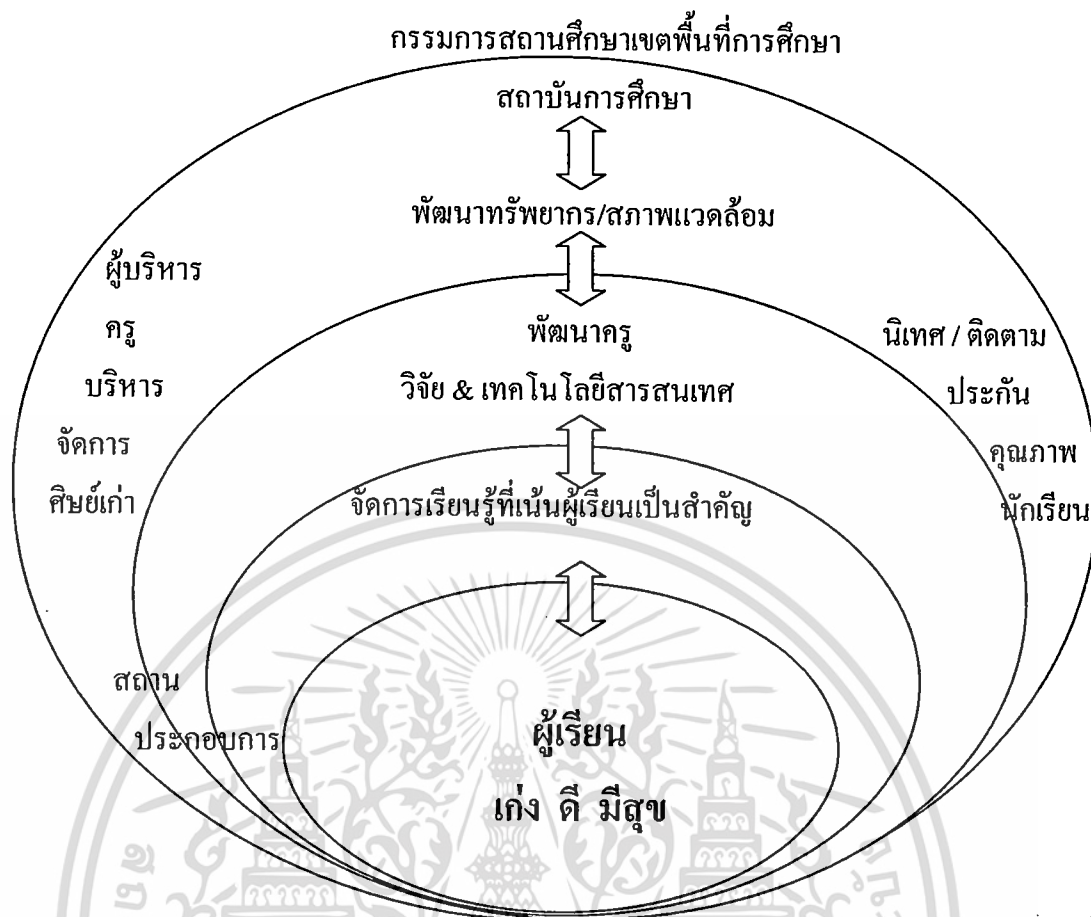 กรรมการสถานศึกษาเขตพื้นที่การศึกษา
สถาบันการศึกษา
พัฒนาทรัพยากร/สภาพแวดล้อม
ผู้บริหาร
ครู
บริหาร
จัดการ
ศิษย์เก่า
พัฒนาครู
วิจัย & เทคโนโลยีสารสนเทศ
นิเทศ / ติดตาม
ประกัน
คุณภาพ
นักเรียน
จัดการเรียนรู้ที่เน้นผู้เรียนเป็นสำคัญ
สถาน
ประกอบการ
ผู้เรียน
เก่ง ดี มีสุข